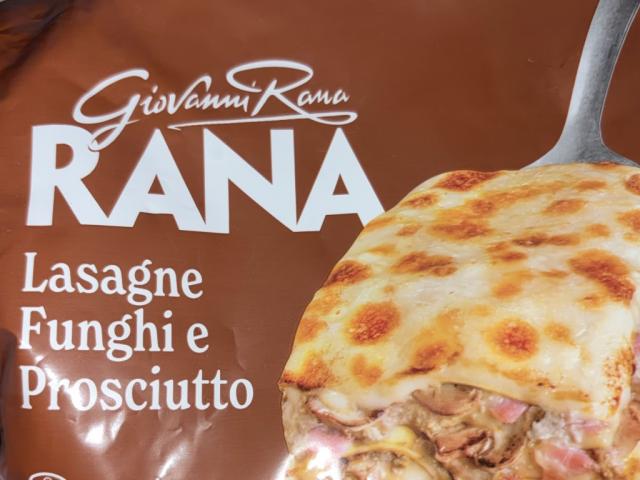 Giovanni Rana
RANA
Lasagne
Funghi e
Prosciutto